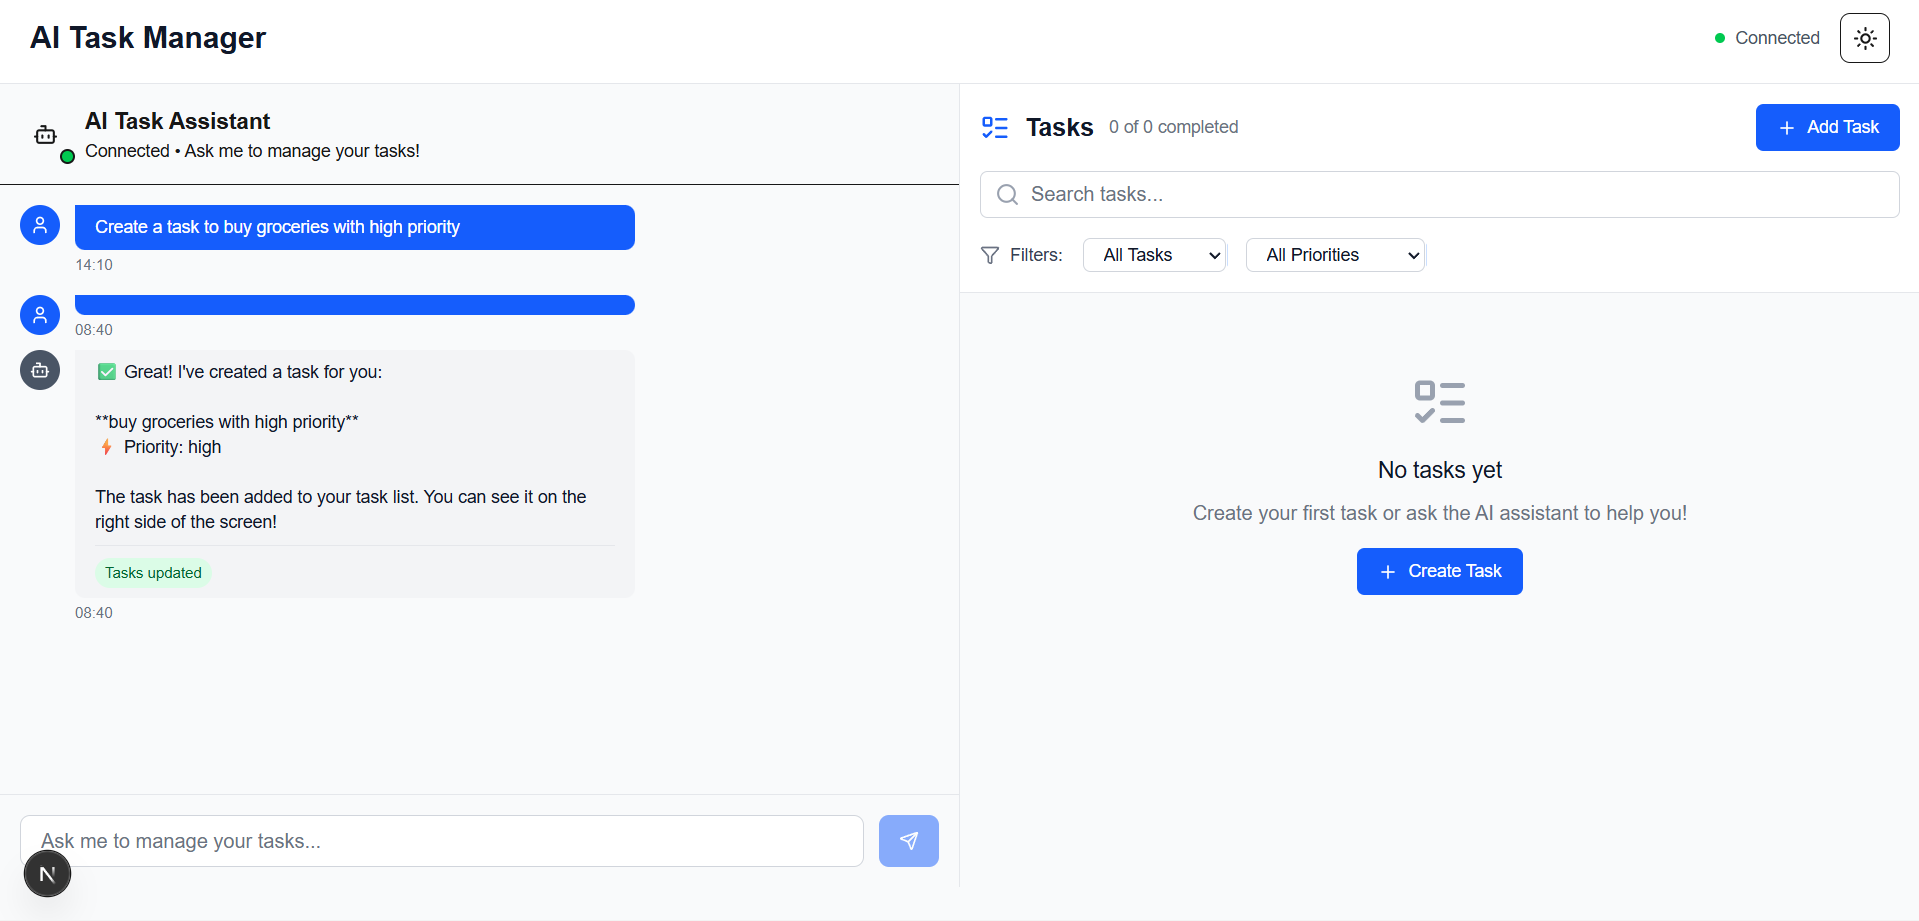 AI Task Manager
Connected
AI Task Assistant
Connected • Ask me to manage your tasks!
Create a task to buy groceries with high priority
14:10
08:40
✅ Great! I've created a task for you:
**buy groceries with high priority**
⚡ Priority: high
The task has been added to your task list. You can see it on the
right side of the screen!
Tasks updated
08:40
Ask me to manage your tasks...
N
Tasks 0 of 0 completed
+ Add Task
Search tasks...
Filters: All Tasks All Priorities
No tasks yet
Create your first task or ask the AI assistant to help you!
+ Create Task